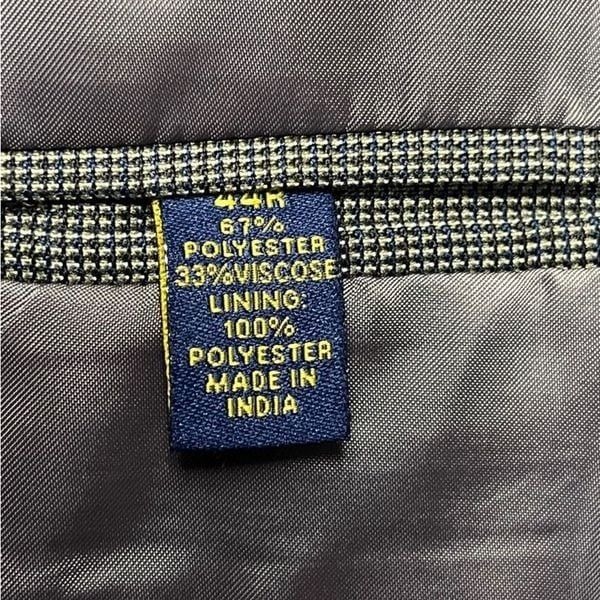 44R
67%
POLYESTER
33%VISCOSE
LINING:
100%
POLYESTER
MADE IN
INDIA